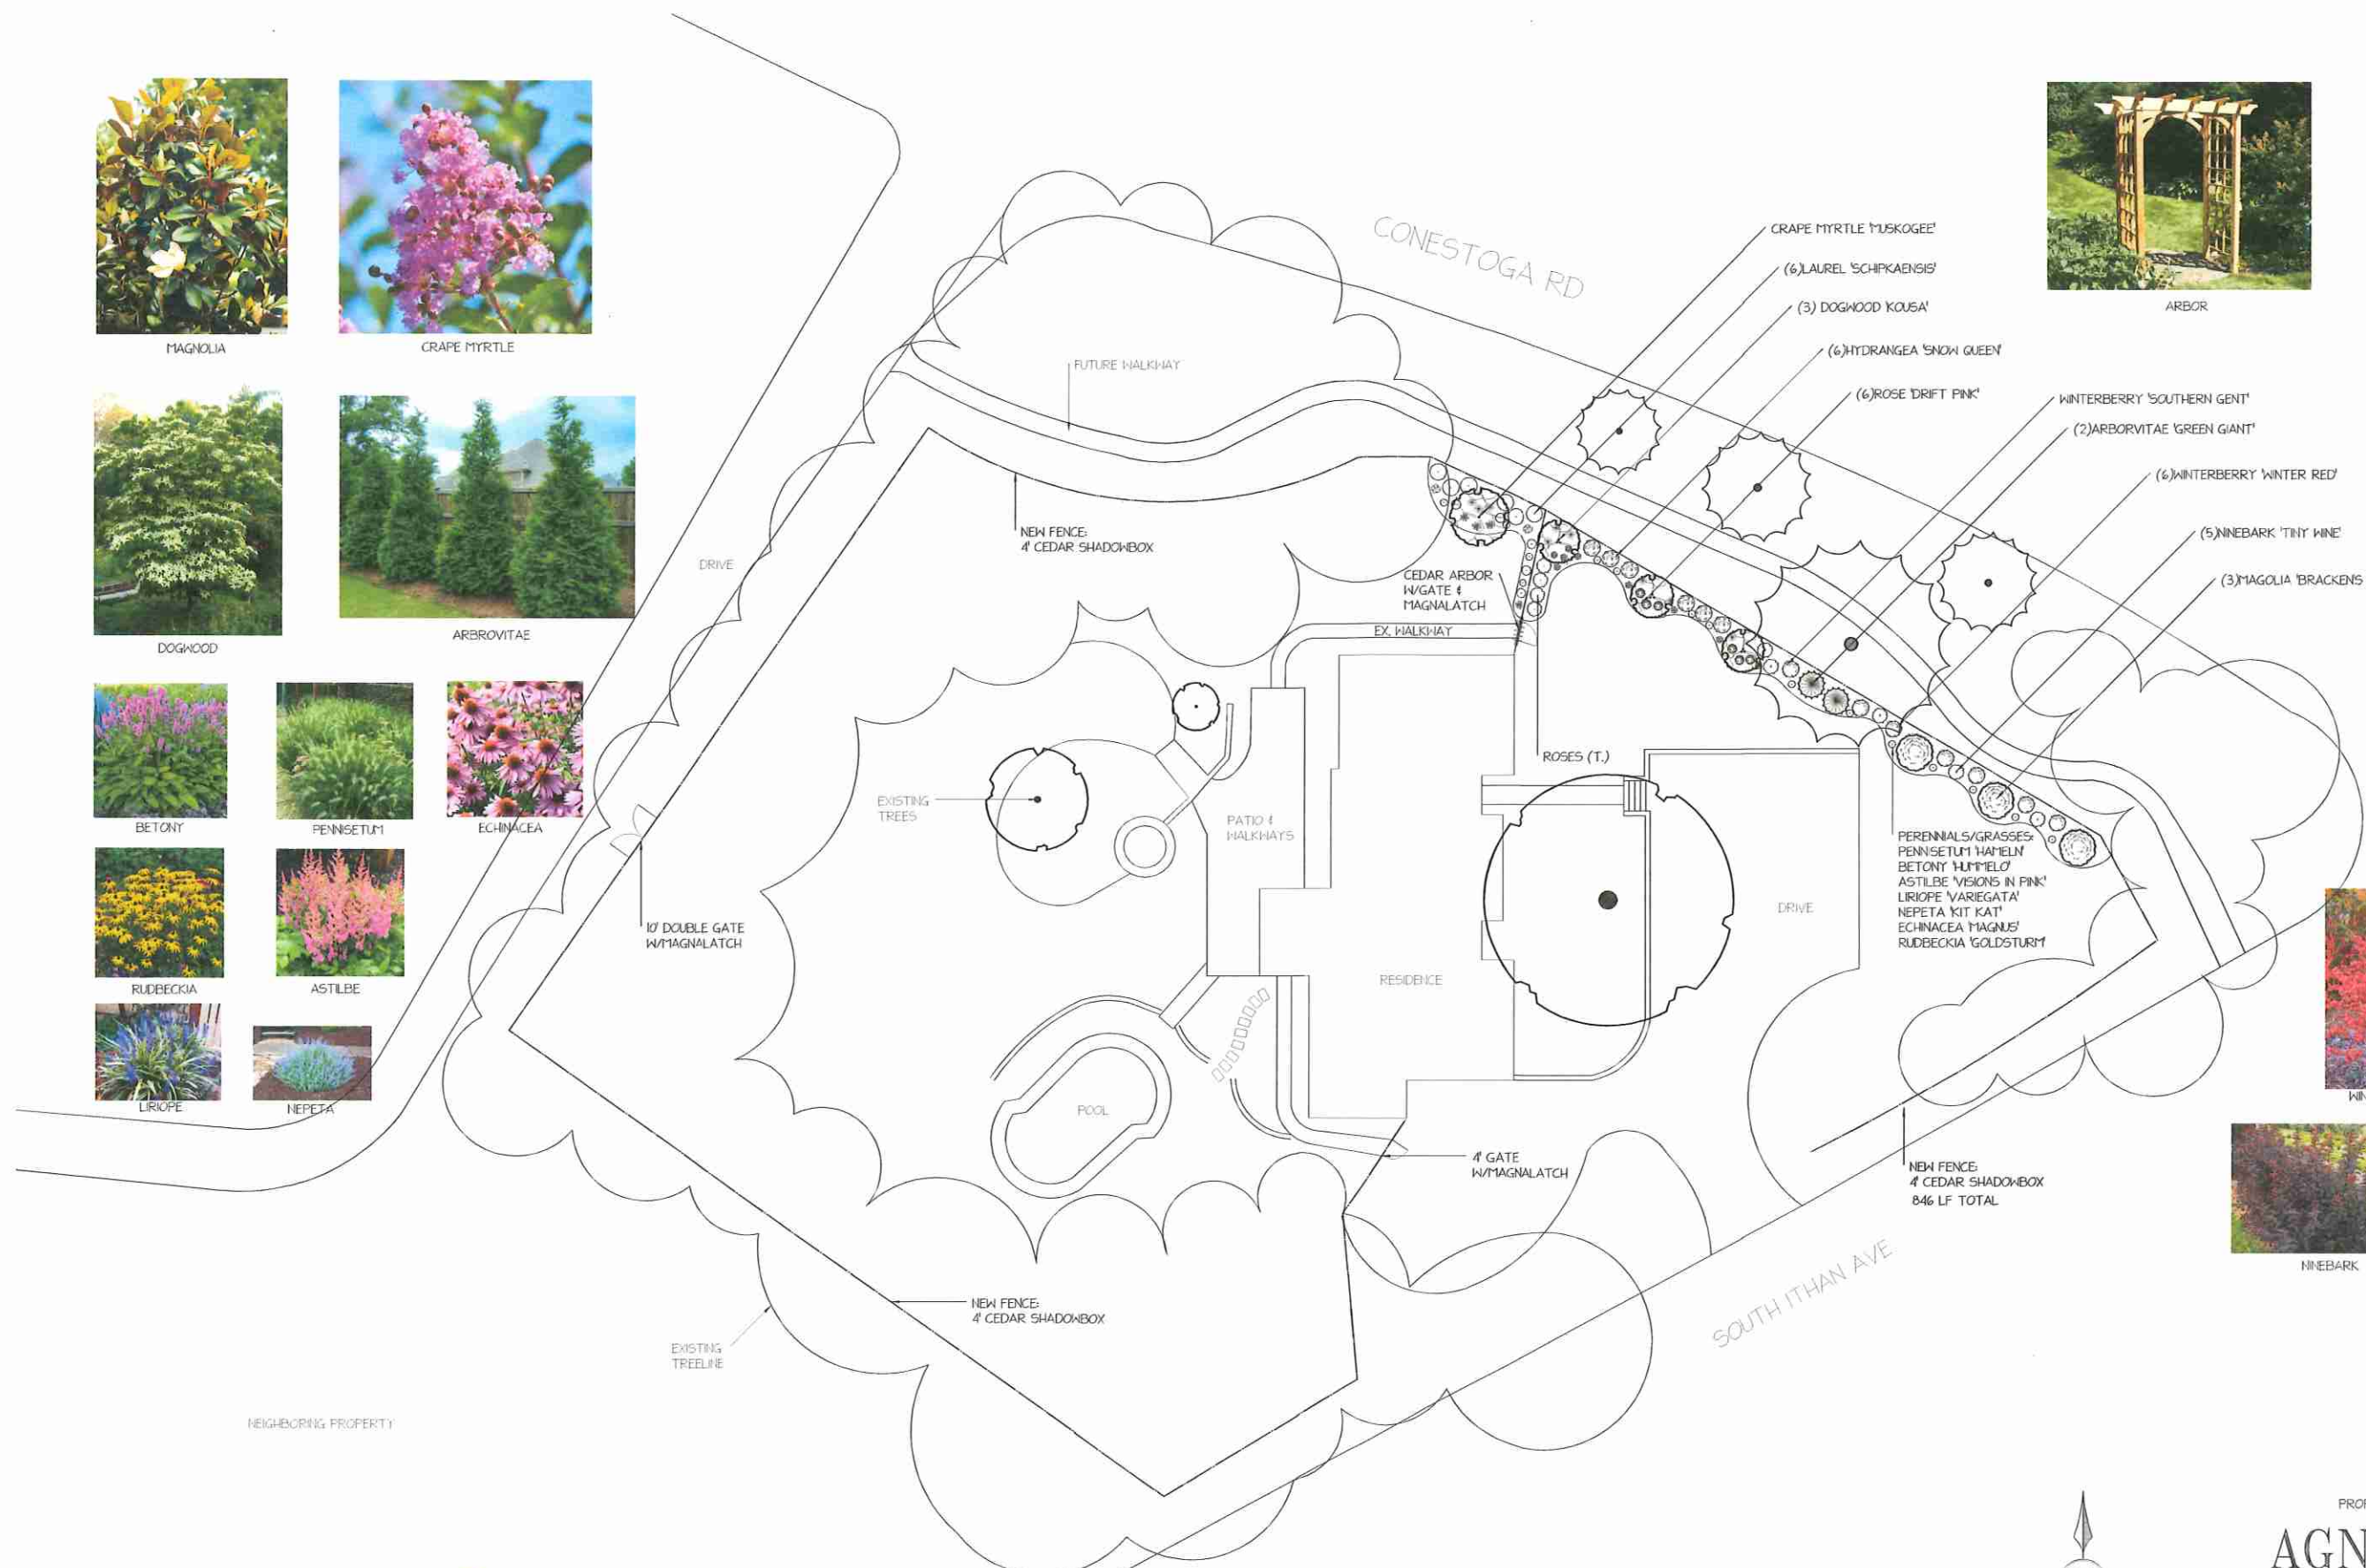 MAGNOLIA
CRAPE MYRTLE
DOGWOOD
ARBROVITAE
BETONY
PENNISETUM
ECHINACEA
RUDBECKIA
ASTILBE
LIRIOPE
NEPETA
ARBOR
CONESTOGA RD
CRAPE MYRTLE 'MUSKOGEE'
(6)LAUREL 'SCHIPKAENSIS'
(3) DOGWOOD 'KOUSA'
(6)HYDRANGEA 'SNOW QUEEN'
(6)ROSE 'DRIFT PINK'
WINTERBERRY 'SOUTHERN GENT'
(2)ARBORVITAE 'GREEN GIANT'
(6)WINTERBERRY 'WINTER RED'
(5)NINEBARK 'TINY WINE'
(3)MAGOLIA 'BRACKENS
FUTURE WALKWAY
NEW FENCE:
4' CEDAR SHADOWBOX
DRIVE
CEDAR ARBOR
W/GATE &
MAGNALATCH
EX. WALKWAY
ROSES (T.)
EXISTING
TREES
PATIO &
WALKWAYS
10' DOUBLE GATE
W/MAGNALATCH
RESIDENCE
DRIVE
PERENNIALS/GRASSES:
PENNSETUM 'HAMELN'
BETONY 'HUMMELO'
ASTILBE 'VISIONS IN PINK'
LIRIOPE 'VARIEGATA'
NEPETA 'KIT KAT'
ECHINACEA 'MAGNUS'
RUDBECKIA 'GOLDSTURM'
POOL
4' GATE
W/MAGNALATCH
NEW FENCE:
4' CEDAR SHADOWBOX
846 LF TOTAL
SOUTH ITHAN AVE
NEW FENCE:
4' CEDAR SHADOWBOX
EXISTING
TREELINE
NEIGHBORING PROPERTY
NINEBARK